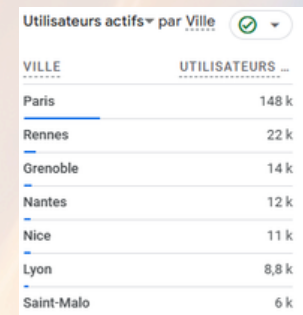 Utilisateurs actifs par Ville
VILLE UTILISATEURS ...
Paris 148 k
Rennes 22 k
Grenoble 14 k
Nantes 12 k
Nice 11 k
Lyon 8,8 k
Saint-Malo 6 k